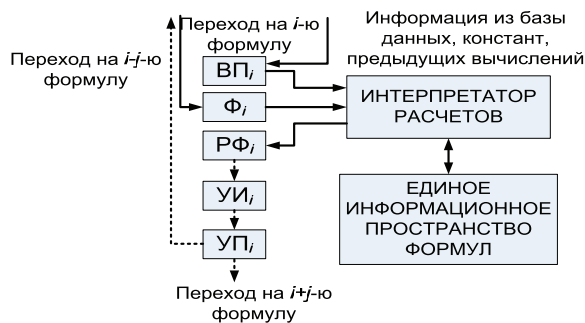 Переход на i-ю
формулу
Информация из базы
данных, констант,
предыдущих вычислений
Переход на i-j-ю
формулу
ВПi
Фi
РФi
УИi
УПi
ИНТЕРПРЕТАТОР
РАСЧЕТОВ
ЕДИНОЕ
ИНФОРМАЦИОННОЕ
ПРОСТРАНСТВО
ФОРМУЛ
Переход на i+j-ю
формулу